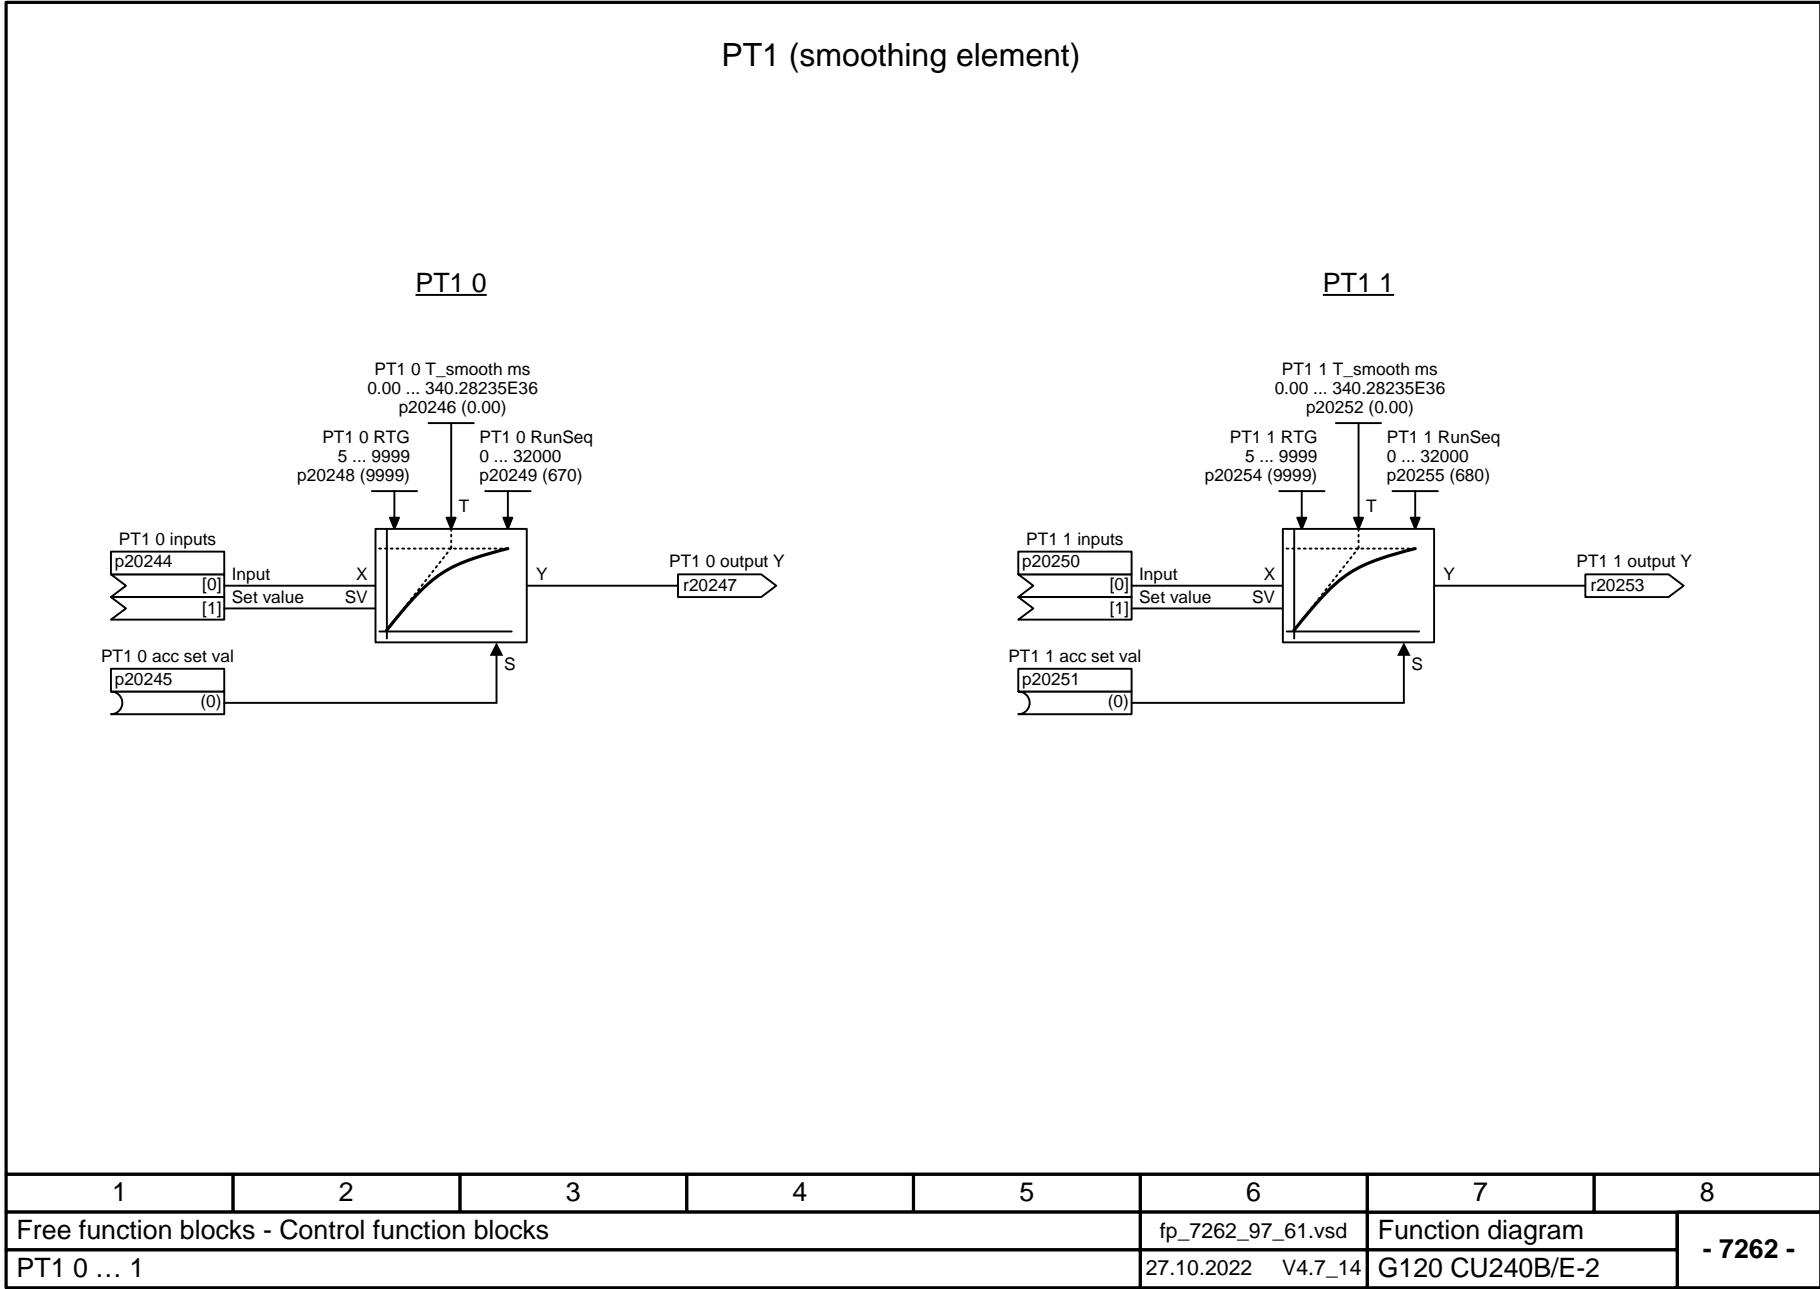 PT1 (smoothing element)
PT1 0
PT1 0 T_smooth ms
0.00 ... 340.28235E36
p20246 (0.00)
PT1 0 RTG
5 ... 9999
p20248 (9999)
PT1 0 RunSeq
0 ... 32000
p20249 (670)
T
PT1 0 inputs
p20244
[0]
[1]
Input X
Set value SV
Y
PT1 0 output Y
r20247
PT1 0 acc set val
p20245
(0)
S
PT1 1
PT1 1 T_smooth ms
0.00 ... 340.28235E36
p20252 (0.00)
PT1 1 RTG
5 ... 9999
p20254 (9999)
PT1 1 RunSeq
0 ... 32000
p20255 (680)
T
PT1 1 inputs
p20250
[0]
[1]
Input X
Set value SV
Y
PT1 1 output Y
r20253
PT1 1 acc set val
p20251
(0)
S
1 2 3 4 5 6 7 8
Free function blocks - Control function blocks
fp_7262_97_61.vsd
Function diagram
- 7262 -
PT1 0 … 1
27.10.2022 V4.7_14
G120 CU240B/E-2